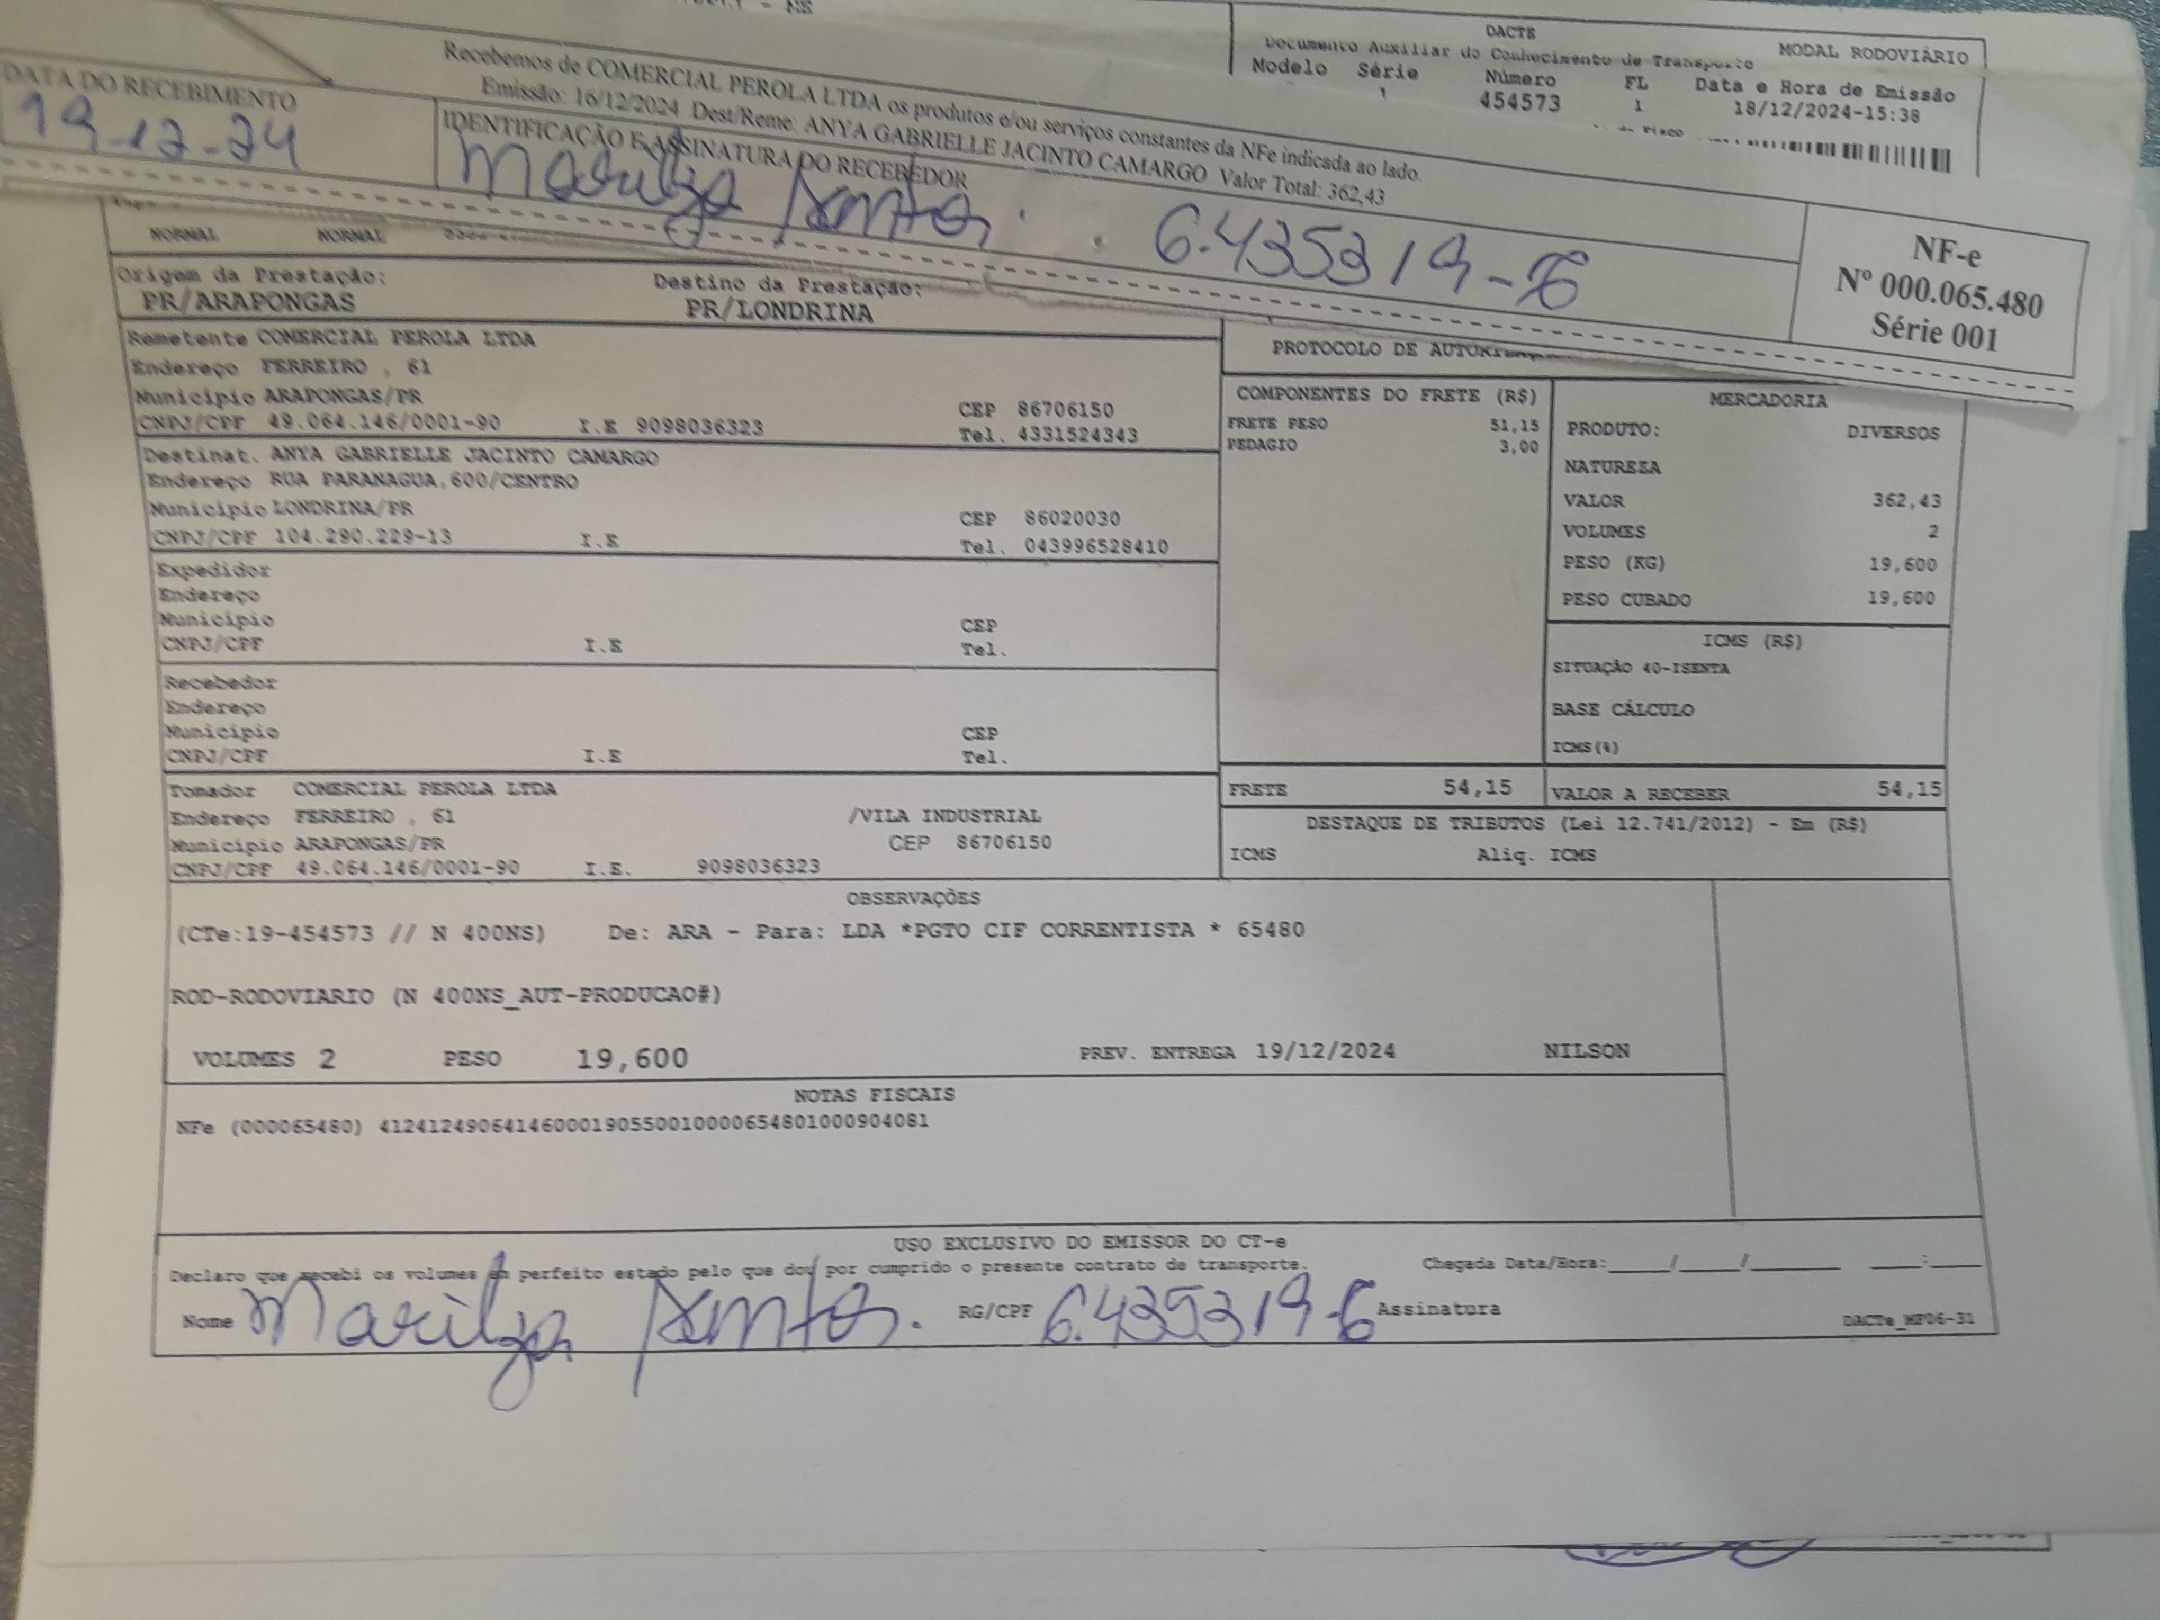 DACTE
Documento Auxiliar do Conhecimento de Transporte
MODAL RODOVIÁRIO
Modelo Série Número FL Data e Hora de Emissão
1 454573 1 18/12/2024-15:38
Recebemos de COMERCIAL PEROLA LTDA os produtos e/ou serviços constantes da NFe indicada ao lado.
Emissão: 16/12/2024 Dest/Reme: ANYA GABRIELLE JACINTO CAMARGO Valor Total: 362,43
DATA DO RECEBIMENTO
19-12-24
IDENTIFICAÇÃO E ASSINATURA DO RECEBEDOR
Marilza Santos. 6.435319-6
NF-e
Nº 000.065.480
Série 001
NORMAL NORMAL
Origem da Prestação: Destino da Prestação:
PR/ARAPONGAS PR/LONDRINA
Remetente COMERCIAL PEROLA LTDA
Endereço FERREIRO , 61
Município ARAPONGAS/PR CEP 86706150
CNPJ/CPF 49.064.146/0001-90 I.E 9098036323 Tel. 4331524343
Destinat. ANYA GABRIELLE JACINTO CAMARGO
Endereço RUA PARANAGUA,600/CENTRO
Município LONDRINA/PR CEP 86020030
CNPJ/CPF 104.290.229-13 I.E Tel. 043996528410
Expedidor
Endereço
Município CEP
CNPJ/CPF I.E Tel.
Recebedor
Endereço
Município CEP
CNPJ/CPF I.E Tel.
Tomador COMERCIAL PEROLA LTDA
Endereço FERREIRO , 61 /VILA INDUSTRIAL
Município ARAPONGAS/PR CEP 86706150
CNPJ/CPF 49.064.146/0001-90 I.E. 9098036323
PROTOCOLO DE
COMPONENTES DO FRETE (R$)
FRETE PESO 51,15
PEDAGIO 3,00
FRETE 54,15
MERCADORIA
PRODUTO: DIVERSOS
NATUREZA
VALOR 362,43
VOLUMES 2
PESO (KG) 19,600
PESO CUBADO 19,600
ICMS (R$)
SITUAÇÃO 40-ISENTA
BASE CÁLCULO
ICMS(%)
VALOR A RECEBER 54,15
DESTAQUE DE TRIBUTOS (Lei 12.741/2012) - Em (R$)
ICMS Aliq. ICMS
OBSERVAÇÕES
(CTe:19-454573 // N 400NS) De: ARA - Para: LDA *PGTO CIF CORRENTISTA * 65480
ROD-RODOVIARIO (N 400NS_AUT-PRODUCAO#)
VOLUMES 2 PESO 19,600 PREV. ENTREGA 19/12/2024 NILSON
NOTAS FISCAIS
NFe (000065480) 41241249064146000190550010000654801000904081
USO EXCLUSIVO DO EMISSOR DO CT-e
Declaro que recebi os volumes em perfeito estado pelo que dou por cumprido o presente contrato de transporte. Chegada Data/Hora:____/____/______ ____:____
Nome Marilza Santos. RG/CPF 6.435319-6 Assinatura
DACTe_MF06-31